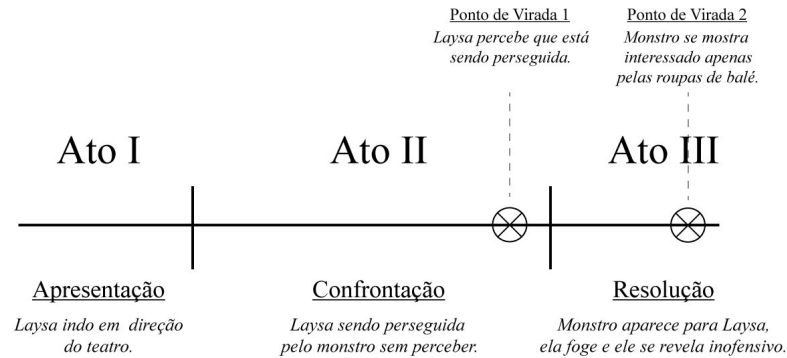 Ponto de Virada 1
Laysa percebe que está
sendo perseguida.
Ponto de Virada 2
Monstro se mostra
interessado apenas
pelas roupas de balé.
Ato I
Ato II
Ato III
Apresentação
Laysa indo em direção
do teatro.
Confrontação
Laysa sendo perseguida
pelo monstro sem perceber.
Resolução
Monstro aparece para Laysa,
ela foge e ele se revela inofensivo.